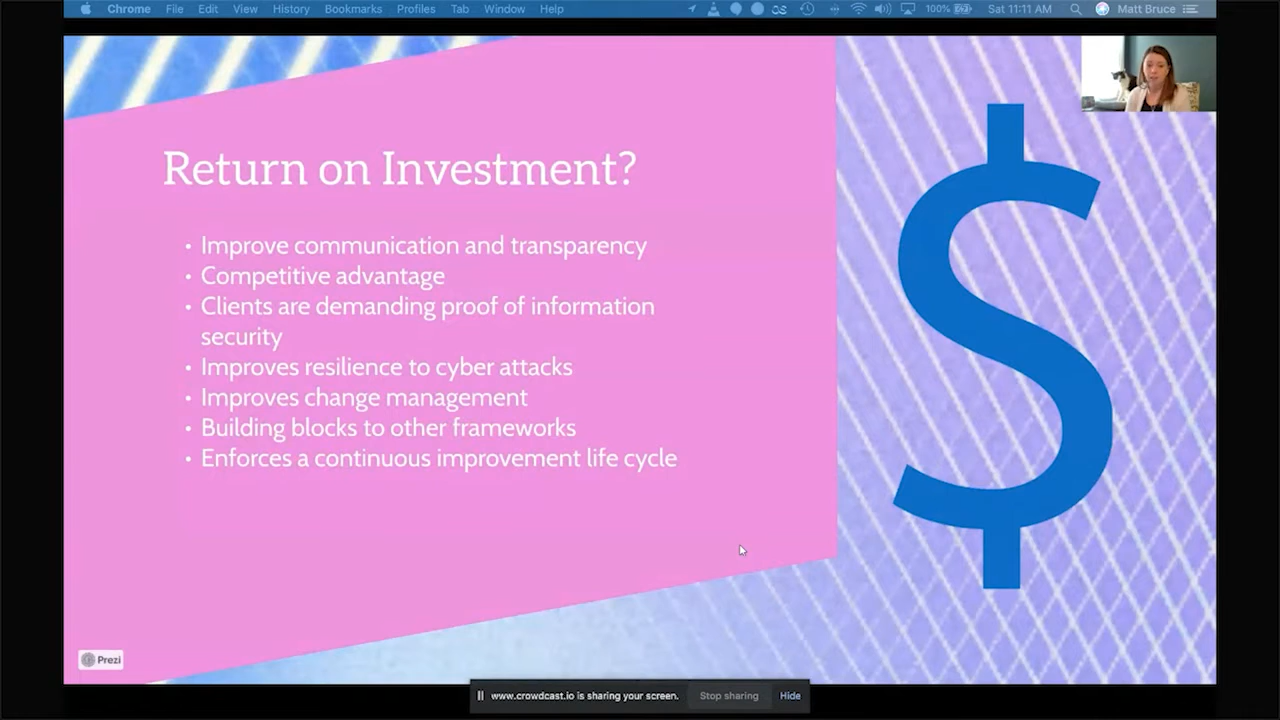 Chrome File Edit View History Bookmarks Profiles Tab Window Help 100% Sat 11:11 AM Matt Bruce
Return on Investment?
• Improve communication and transparency
• Competitive advantage
• Clients are demanding proof of information
security
• Improves resilience to cyber attacks
• Improves change management
• Building blocks to other frameworks
• Enforces a continuous improvement life cycle
$
Prezi
www.crowdcast.io is sharing your screen. Stop sharing Hide